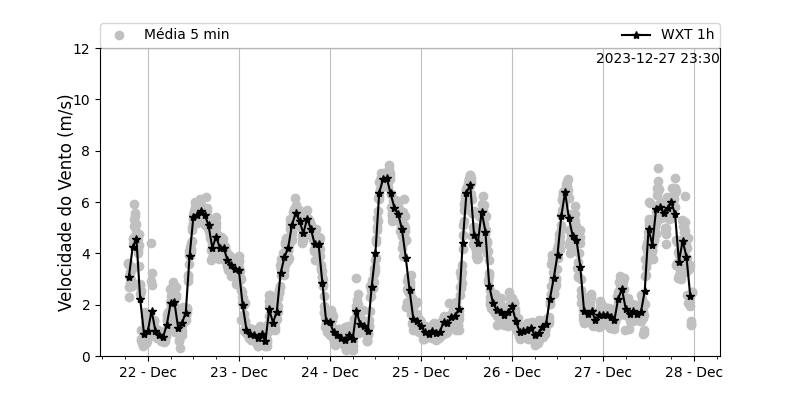 Média 5 min
WXT 1h
2023-12-27 23:30
Velocidade do Vento (m/s)
12
10
8
6
4
2
0
22 - Dec
23 - Dec
24 - Dec
25 - Dec
26 - Dec
27 - Dec
28 - Dec